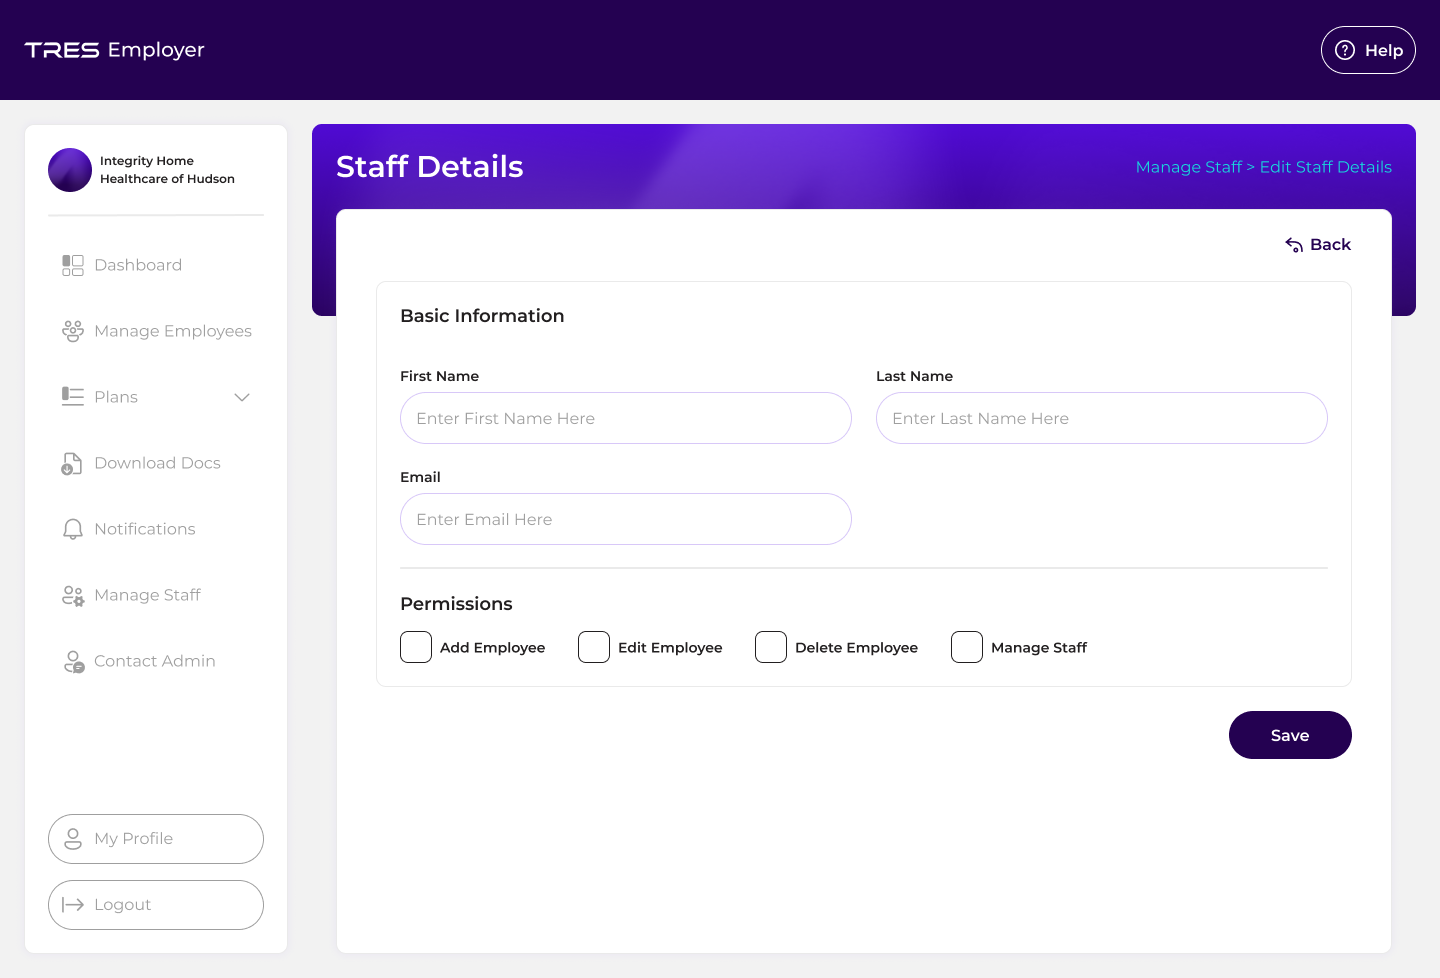 TRES Employer
Help
Integrity Home
Healthcare of Hudson
Dashboard
Manage Employees
Plans
Download Docs
Notifications
Manage Staff
Contact Admin
My Profile
Logout
Staff Details
Manage Staff > Edit Staff Details
Back
Basic Information
First Name
Last Name
Enter First Name Here
Enter Last Name Here
Email
Enter Email Here
Permissions
Add Employee
Edit Employee
Delete Employee
Manage Staff
Save